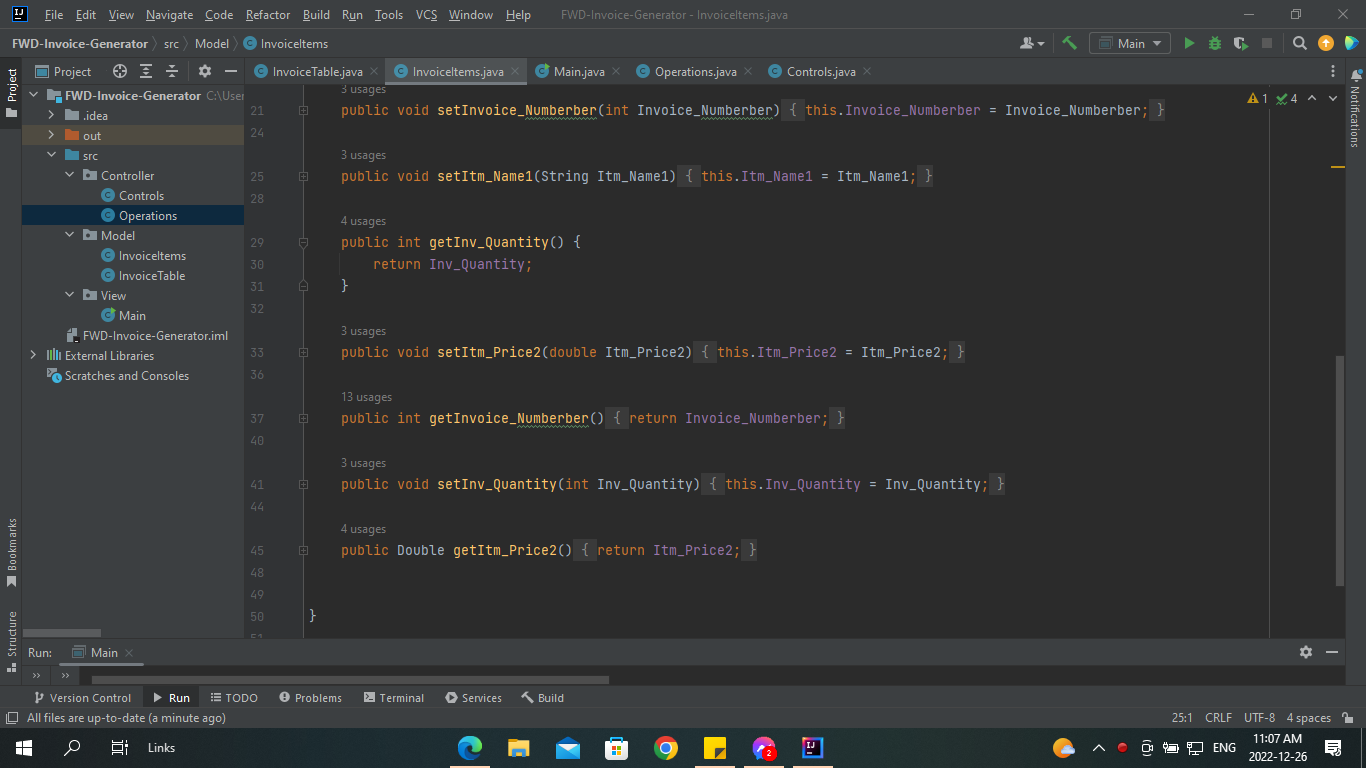 File Edit View Navigate Code Refactor Build Run Tools VCS Window Help FWD-Invoice-Generator - InvoiceItems.java
FWD-Invoice-Generator src Model InvoiceItems Main
Project InvoiceTable.java InvoiceItems.java Main.java Operations.java Controls.java
Project
Notifications
Bookmarks
Structure
FWD-Invoice-Generator C:\User
.idea
out
src
Controller
Controls
Operations
Model
InvoiceItems
InvoiceTable
View
Main
FWD-Invoice-Generator.iml
External Libraries
Scratches and Consoles
1 4
3 usages
21 public void setInvoice_Numberber(int Invoice_Numberber) { this.Invoice_Numberber = Invoice_Numberber; }
24
3 usages
25 public void setItm_Name1(String Itm_Name1) { this.Itm_Name1 = Itm_Name1; }
28
4 usages
29 public int getInv_Quantity() {
30 return Inv_Quantity;
31 }
32
3 usages
33 public void setItm_Price2(double Itm_Price2) { this.Itm_Price2 = Itm_Price2; }
36
13 usages
37 public int getInvoice_Numberber() { return Invoice_Numberber; }
40
3 usages
41 public void setInv_Quantity(int Inv_Quantity) { this.Inv_Quantity = Inv_Quantity; }
44
4 usages
45 public Double getItm_Price2() { return Itm_Price2; }
48
49
50 }
51
Run: Main
Version Control Run TODO Problems Terminal Services Build
All files are up-to-date (a minute ago) 25:1 CRLF UTF-8 4 spaces
Links 2 ENG 11:07 AM
2022-12-26